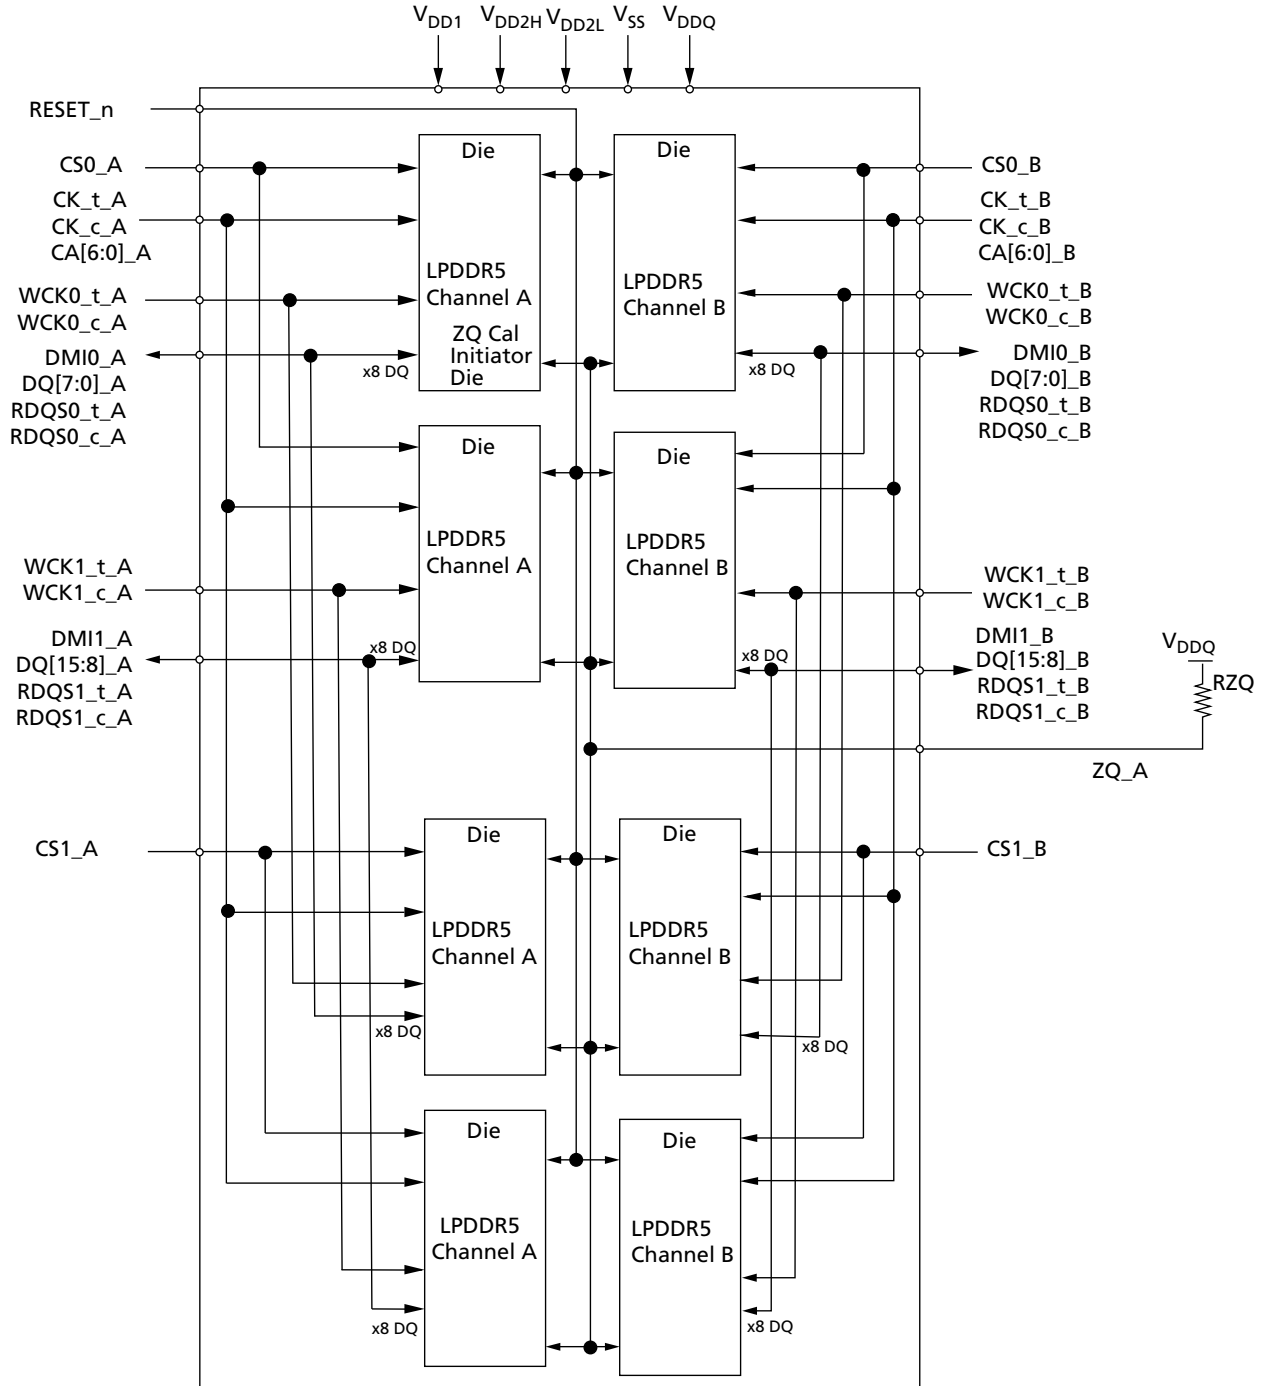 VDD1 VDD2H VDD2L VSS VDDQ
RESET_n
CS0_A
CK_t_A
CK_c_A
CA[6:0]_A
WCK0_t_A
WCK0_c_A
DMI0_A
DQ[7:0]_A
RDQS0_t_A
RDQS0_c_A
Die
LPDDR5
Channel A
ZQ Cal
Initiator
Die
x8 DQ
Die
LPDDR5
Channel B
x8 DQ
CS0_B
CK_t_B
CK_c_B
CA[6:0]_B
WCK0_t_B
WCK0_c_B
DMI0_B
DQ[7:0]_B
RDQS0_t_B
RDQS0_c_B
WCK1_t_A
WCK1_c_A
DMI1_A
DQ[15:8]_A
RDQS1_t_A
RDQS1_c_A
Die
LPDDR5
Channel A
x8 DQ
Die
LPDDR5
Channel B
x8 DQ
WCK1_t_B
WCK1_c_B
DMI1_B
DQ[15:8]_B
RDQS1_t_B
RDQS1_c_B
VDDQ
RZQ
ZQ_A
CS1_A
Die
LPDDR5
Channel A
x8 DQ
Die
LPDDR5
Channel B
x8 DQ
CS1_B
Die
LPDDR5
Channel A
x8 DQ
Die
LPDDR5
Channel B
x8 DQ